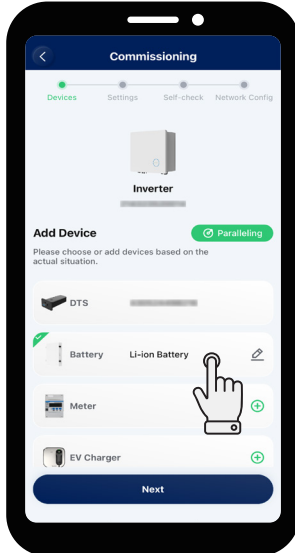 Commissioning
Devices Settings Self-check Network Config
Inverter
Add Device
Paralleling
Please choose or add devices based on the
actual situation.
DTS
Battery Li-ion Battery
Meter
EV Charger
Next